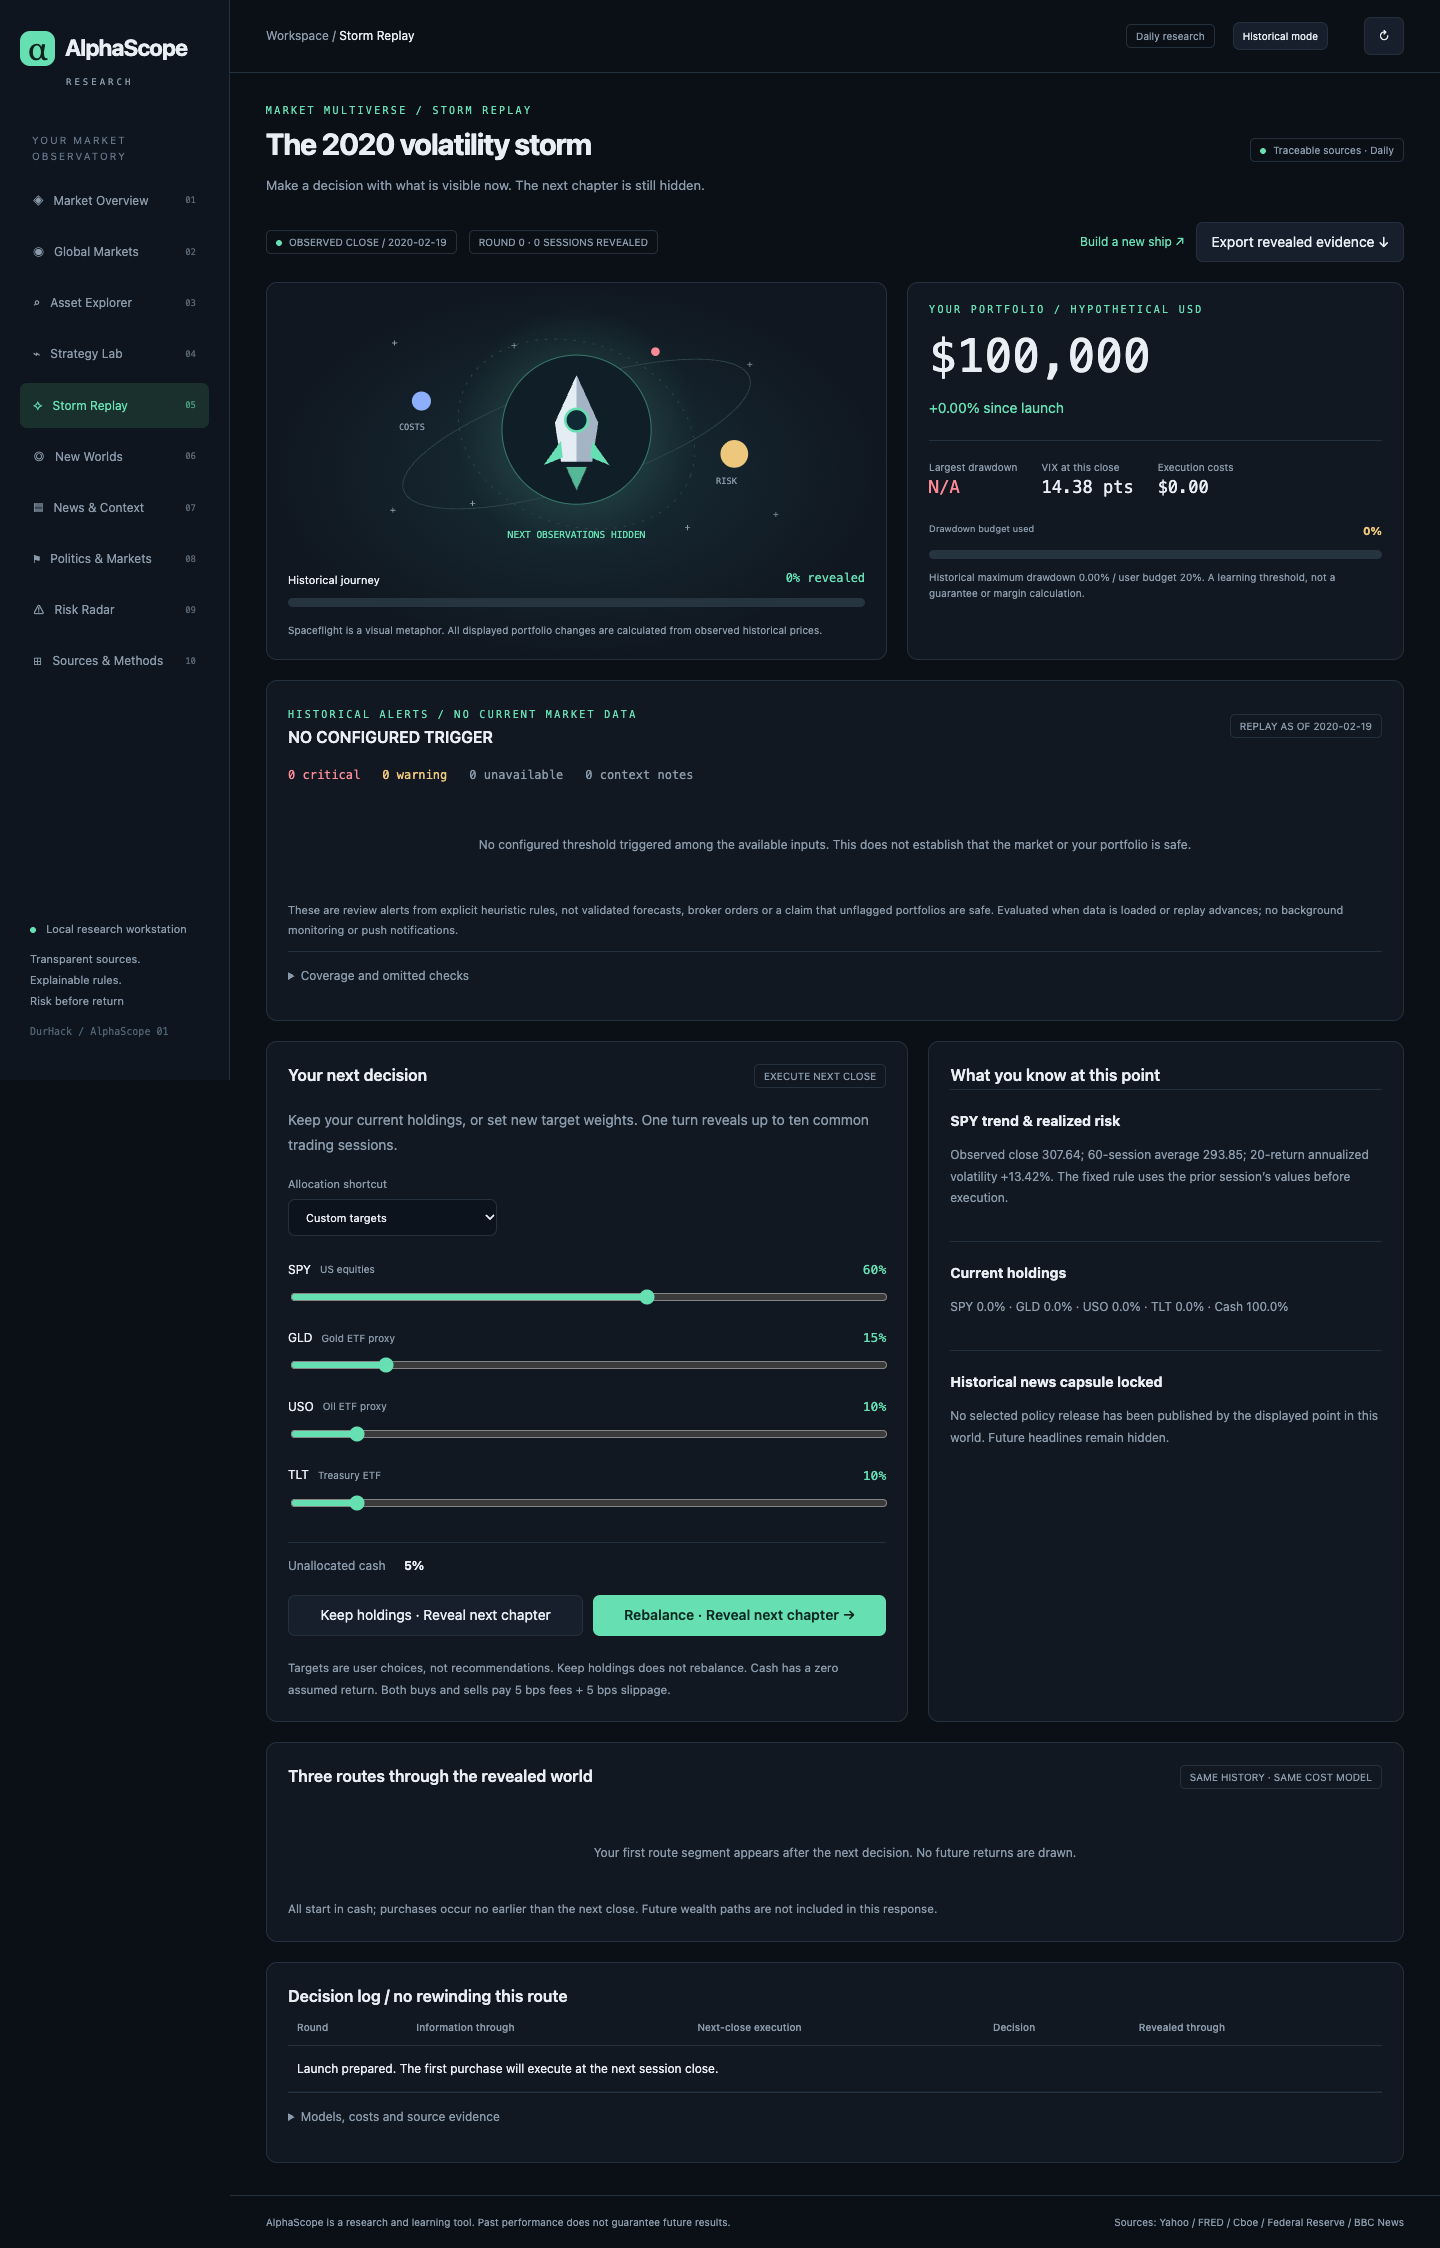 α AlphaScope
RESEARCH
YOUR MARKET
OBSERVATORY
Market Overview 01
Global Markets 02
Asset Explorer 03
Strategy Lab 04
Storm Replay 05
New Worlds 06
News & Context 07
Politics & Markets 08
Risk Radar 09
Sources & Methods 10
Local research workstation
Transparent sources.
Explainable rules.
Risk before return
DurHack / AlphaScope 01
Workspace / Storm Replay
Daily research
Historical mode
MARKET MULTIVERSE / STORM REPLAY
The 2020 volatility storm
Traceable sources · Daily
Make a decision with what is visible now. The next chapter is still hidden.
OBSERVED CLOSE / 2020-02-19
ROUND 0 · 0 SESSIONS REVEALED
Build a new ship ↗
Export revealed evidence ↓
COSTS
RISK
NEXT OBSERVATIONS HIDDEN
Historical journey 0% revealed
Spaceflight is a visual metaphor. All displayed portfolio changes are calculated from observed historical prices.
YOUR PORTFOLIO / HYPOTHETICAL USD
$100,000
+0.00% since launch
Largest drawdown VIX at this close Execution costs
N/A 14.38 pts $0.00
Drawdown budget used 0%
Historical maximum drawdown 0.00% / user budget 20%. A learning threshold, not a
guarantee or margin calculation.
HISTORICAL ALERTS / NO CURRENT MARKET DATA
NO CONFIGURED TRIGGER
REPLAY AS OF 2020-02-19
0 critical 0 warning 0 unavailable 0 context notes
No configured threshold triggered among the available inputs. This does not establish that the market or your portfolio is safe.
These are review alerts from explicit heuristic rules, not validated forecasts, broker orders or a claim that unflagged portfolios are safe. Evaluated when data is loaded or replay advances; no background
monitoring or push notifications.
Coverage and omitted checks
Your next decision
EXECUTE NEXT CLOSE
Keep your current holdings, or set new target weights. One turn reveals up to ten common
trading sessions.
Allocation shortcut
Custom targets
SPY US equities 60%
GLD Gold ETF proxy 15%
USO Oil ETF proxy 10%
TLT Treasury ETF 10%
Unallocated cash 5%
Keep holdings · Reveal next chapter
Rebalance · Reveal next chapter →
Targets are user choices, not recommendations. Keep holdings does not rebalance. Cash has a zero
assumed return. Both buys and sells pay 5 bps fees + 5 bps slippage.
What you know at this point
SPY trend & realized risk
Observed close 307.64; 60-session average 293.85; 20-return annualized
volatility +13.42%. The fixed rule uses the prior session's values before
execution.
Current holdings
SPY 0.0% · GLD 0.0% · USO 0.0% · TLT 0.0% · Cash 100.0%
Historical news capsule locked
No selected policy release has been published by the displayed point in this
world. Future headlines remain hidden.
Three routes through the revealed world
SAME HISTORY · SAME COST MODEL
Your first route segment appears after the next decision. No future returns are drawn.
All start in cash; purchases occur no earlier than the next close. Future wealth paths are not included in this response.
Decision log / no rewinding this route
Round Information through Next-close execution Decision Revealed through
Launch prepared. The first purchase will execute at the next session close.
Models, costs and source evidence
AlphaScope is a research and learning tool. Past performance does not guarantee future results.
Sources: Yahoo / FRED / Cboe / Federal Reserve / BBC News